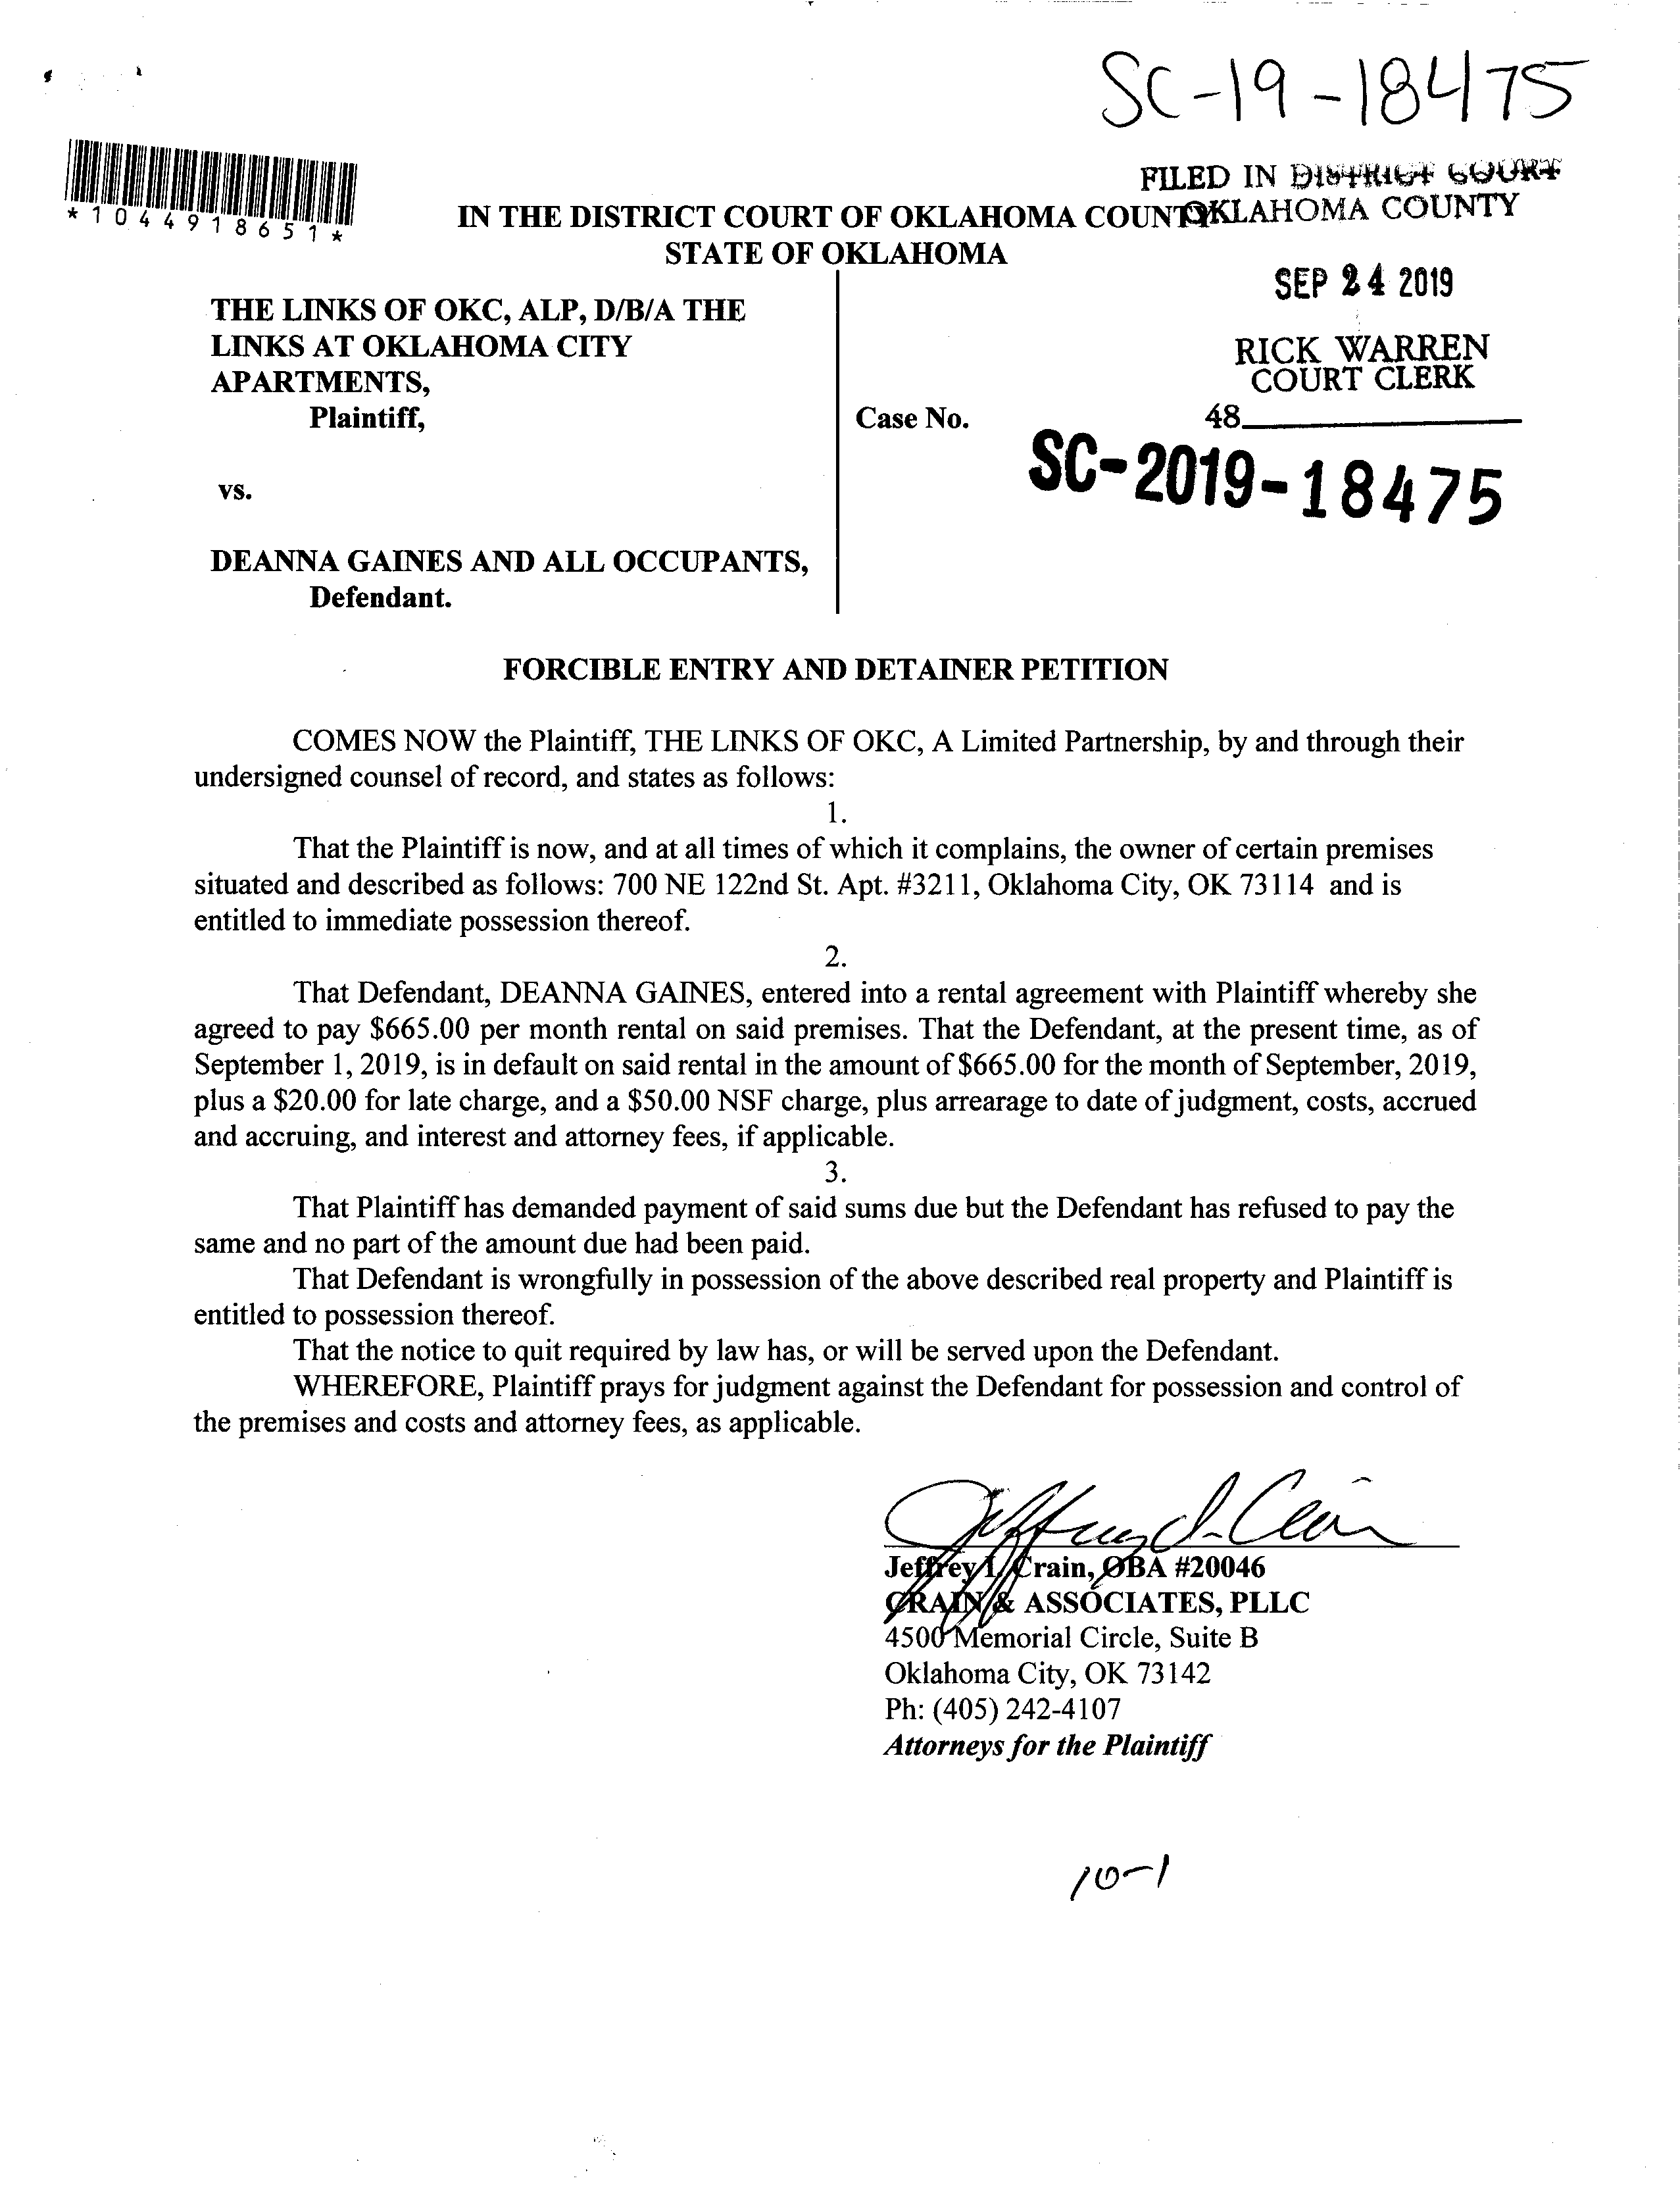 SC-19-18475
*1044918651*
FILED IN DISTRICT COURT
OKLAHOMA COUNTY
IN THE DISTRICT COURT OF OKLAHOMA COUNTY
STATE OF OKLAHOMA
SEP 24 2019
RICK WARREN
COURT CLERK
48
THE LINKS OF OKC, ALP, D/B/A THE
LINKS AT OKLAHOMA CITY
APARTMENTS,
Plaintiff,
Case No.
SC-2019-18475
vs.
DEANNA GAINES AND ALL OCCUPANTS,
Defendant.
FORCIBLE ENTRY AND DETAINER PETITION
COMES NOW the Plaintiff, THE LINKS OF OKC, A Limited Partnership, by and through their
undersigned counsel of record, and states as follows:
1.
That the Plaintiff is now, and at all times of which it complains, the owner of certain premises
situated and described as follows: 700 NE 122nd St. Apt. #3211, Oklahoma City, OK 73114 and is
entitled to immediate possession thereof.
2.
That Defendant, DEANNA GAINES, entered into a rental agreement with Plaintiff whereby she
agreed to pay $665.00 per month rental on said premises. That the Defendant, at the present time, as of
September 1, 2019, is in default on said rental in the amount of $665.00 for the month of September, 2019,
plus a $20.00 for late charge, and a $50.00 NSF charge, plus arrearage to date of judgment, costs, accrued
and accruing, and interest and attorney fees, if applicable.
3.
That Plaintiff has demanded payment of said sums due but the Defendant has refused to pay the
same and no part of the amount due had been paid.
That Defendant is wrongfully in possession of the above described real property and Plaintiff is
entitled to possession thereof.
That the notice to quit required by law has, or will be served upon the Defendant.
WHEREFORE, Plaintiff prays for judgment against the Defendant for possession and control of
the premises and costs and attorney fees, as applicable.
Jeffrey L. Crain, OBA #20046
CRAIN & ASSOCIATES, PLLC
4500 Memorial Circle, Suite B
Oklahoma City, OK 73142
Ph: (405) 242-4107
Attorneys for the Plaintiff
10-1